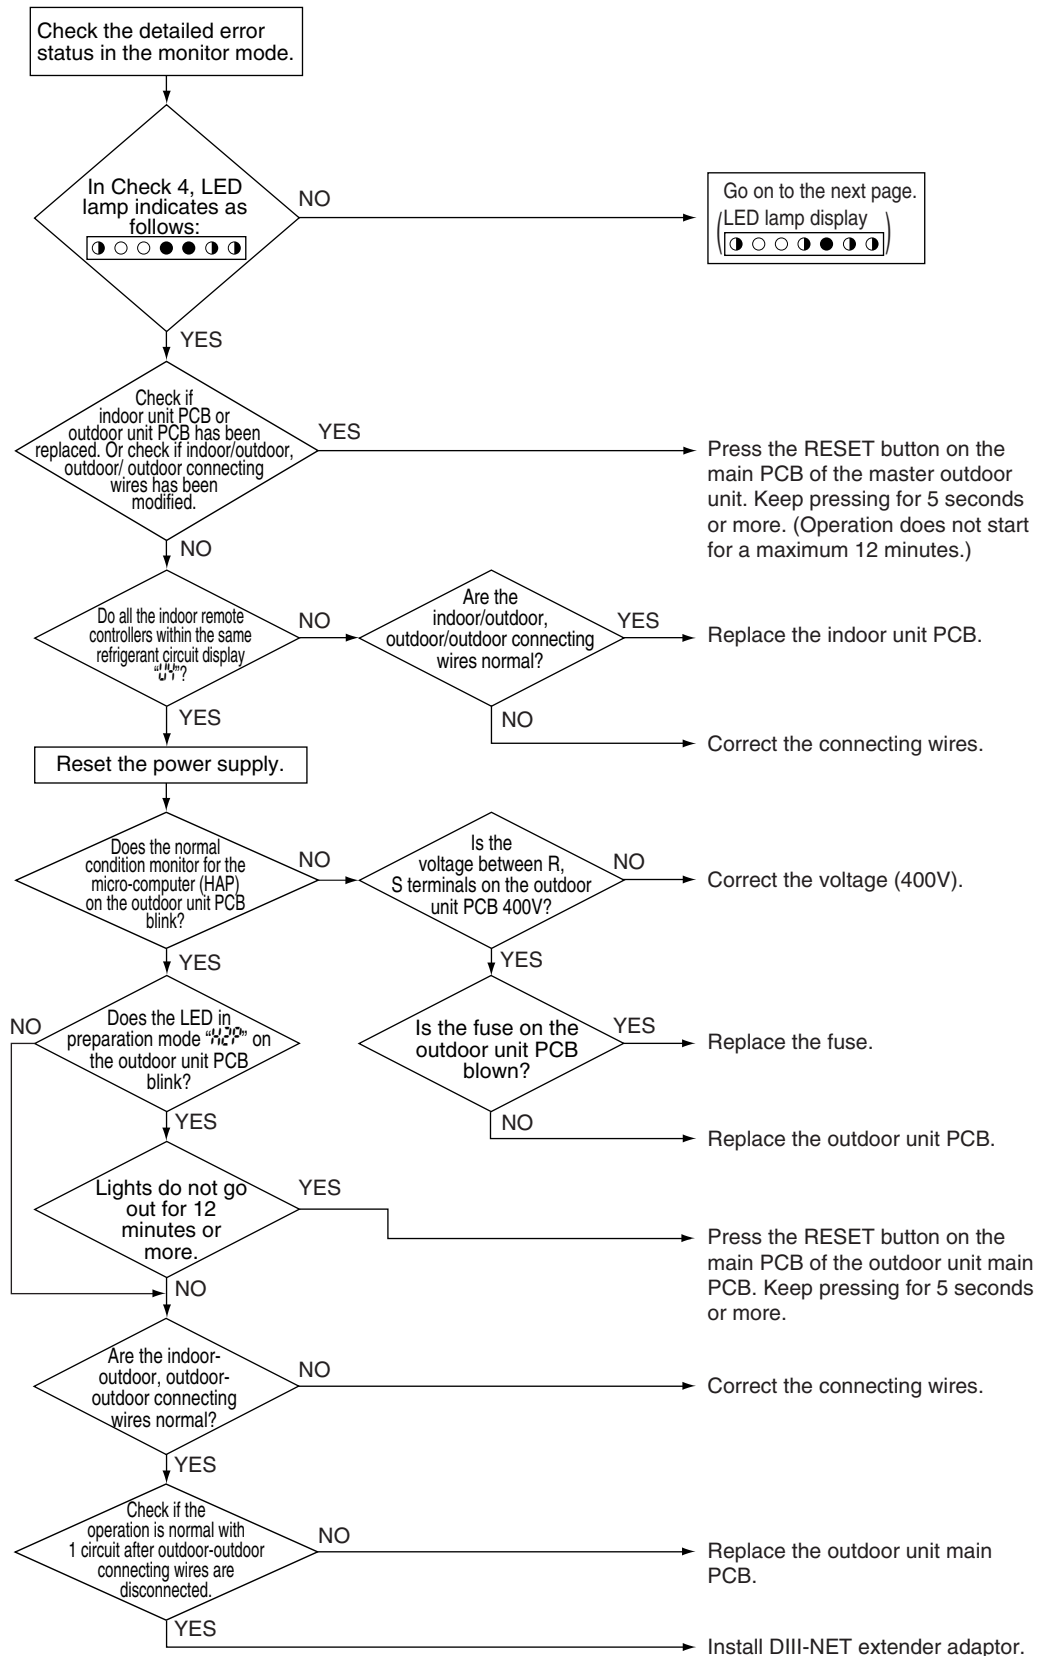 Check the detailed error
status in the monitor mode.
In Check 4, LED
lamp indicates as
follows:
◑ ○ ○ ● ● ◑ ◑
NO
Go on to the next page.
(LED lamp display
◑ ○ ○ ◑ ● ◑ ◑)
YES
Check if
indoor unit PCB or
outdoor unit PCB has been
replaced. Or check if indoor/outdoor,
outdoor/ outdoor connecting
wires has been
modified.
YES
Press the RESET button on the
main PCB of the master outdoor
unit. Keep pressing for 5 seconds
or more. (Operation does not start
for a maximum 12 minutes.)
NO
Do all the indoor remote
controllers within the same
refrigerant circuit display
“U4”?
NO
Are the
indoor/outdoor,
outdoor/outdoor connecting
wires normal?
YES
Replace the indoor unit PCB.
NO
Correct the connecting wires.
YES
Reset the power supply.
Does the normal
condition monitor for the
micro-computer (HAP)
on the outdoor unit PCB
blink?
NO
Is the
voltage between R,
S terminals on the outdoor
unit PCB 400V?
NO
Correct the voltage (400V).
YES
YES
NO
Does the LED in
preparation mode “H2P” on
the outdoor unit PCB
blink?
Is the fuse on the
outdoor unit PCB
blown?
YES
Replace the fuse.
NO
Replace the outdoor unit PCB.
YES
Lights do not go
out for 12
minutes or
more.
YES
Press the RESET button on the
main PCB of the outdoor unit main
PCB. Keep pressing for 5 seconds
or more.
NO
Are the indoor-
outdoor, outdoor-
outdoor connecting
wires normal?
NO
Correct the connecting wires.
YES
Check if the
operation is normal with
1 circuit after outdoor-outdoor
connecting wires are
disconnected.
NO
Replace the outdoor unit main
PCB.
YES
Install DIII-NET extender adaptor.